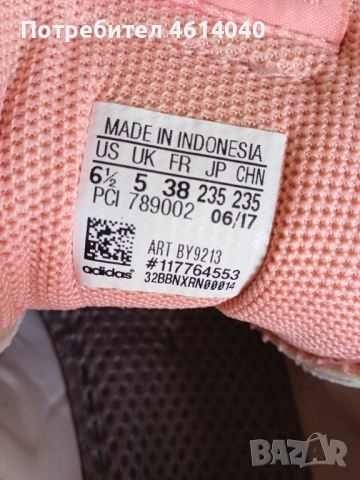 Потребител 4614040
MADE IN INDONESIA
US UK FR JP CHN
6½ 5 38 235 235
PCI 789002 06/17
ART BY9213
#117764553
32BBNXRN00014
adidas
BAZAR